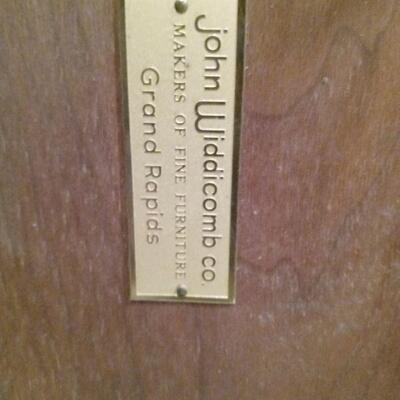 John Widdicomb co.
MAKERS OF FINE FURNITURE
Grand Rapids